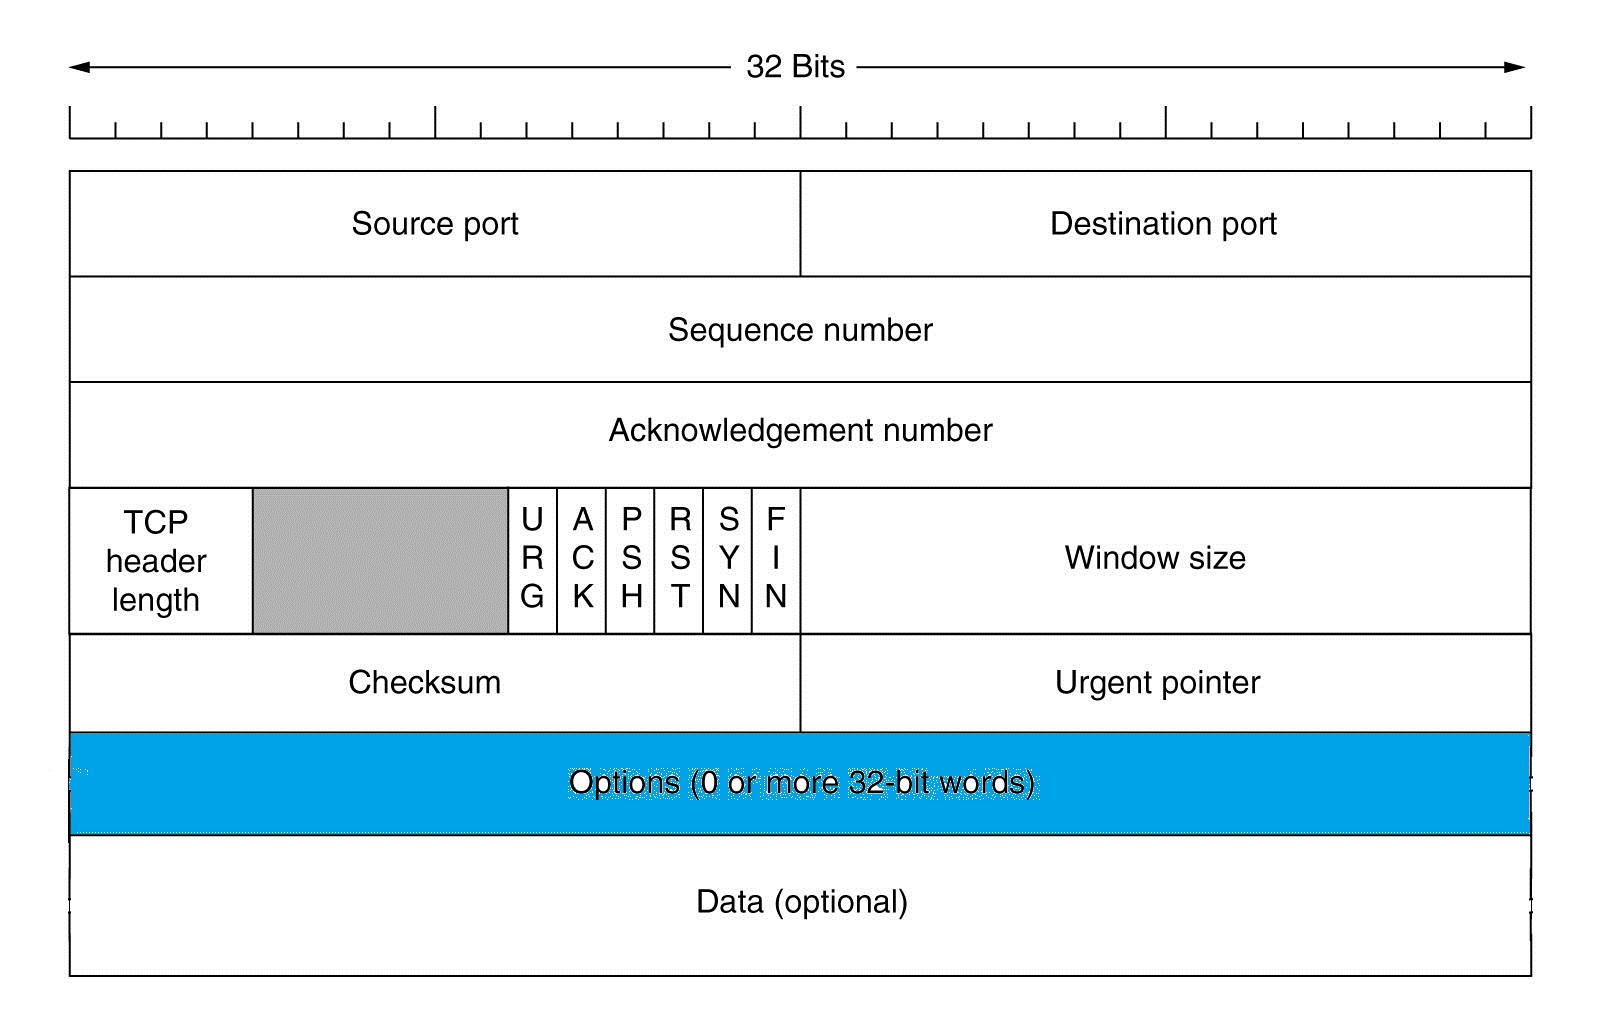 32 Bits
Source port
Destination port
Sequence number
Acknowledgement number
TCP
header
length
URG
ACK
PSH
RST
SYN
FIN
Window size
Checksum
Urgent pointer
Options (0 or more 32-bit words)
Data (optional)